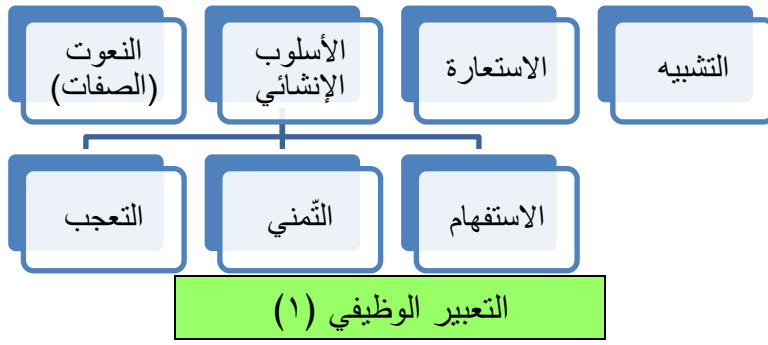 التشبيه
الاستعارة
الأسلوب
الإنشائي
النعوت
(الصفات)
الاستفهام
التّمني
التعجب
التعبير الوظيفي (١)